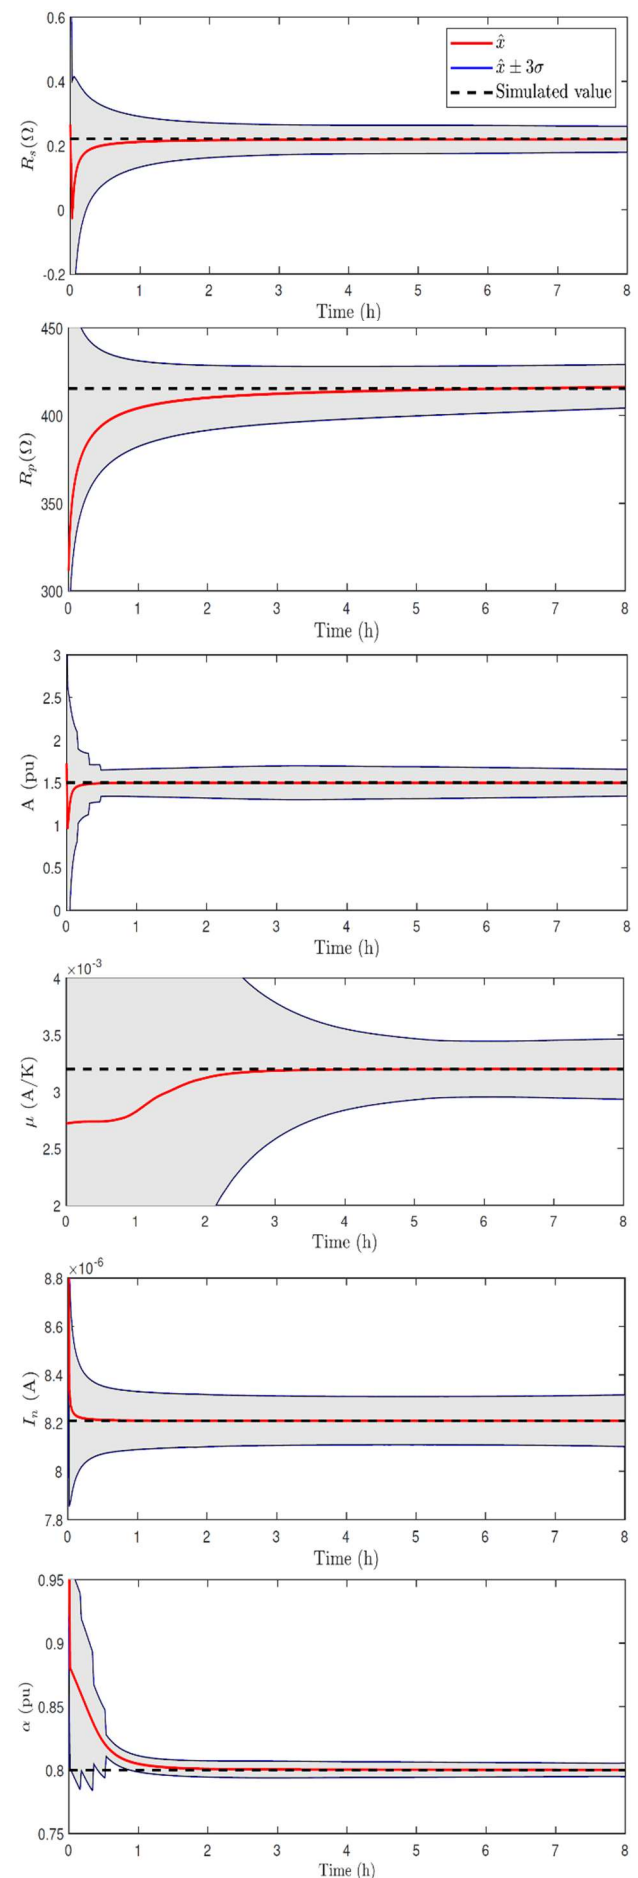 0.6
x̂
x̂ ± 3σ
Simulated value
0.4
0.2
0
-0.2
R_s(Ω)
0 1 2 3 4 5 6 7 8
Time (h)
450
400
350
300
R_p(Ω)
0 1 2 3 4 5 6 7 8
Time (h)
3
2.5
2
1.5
1
0.5
0
A (pu)
0 1 2 3 4 5 6 7 8
Time (h)
×10⁻³
4
3.5
3
2.5
2
μ (A/K)
0 1 2 3 4 5 6 7 8
Time (h)
×10⁻⁶
8.8
8.6
8.4
8.2
8
7.8
I_n (A)
0 1 2 3 4 5 6 7 8
Time (h)
0.95
0.9
0.85
0.8
0.75
α (pu)
0 1 2 3 4 5 6 7 8
Time (h)